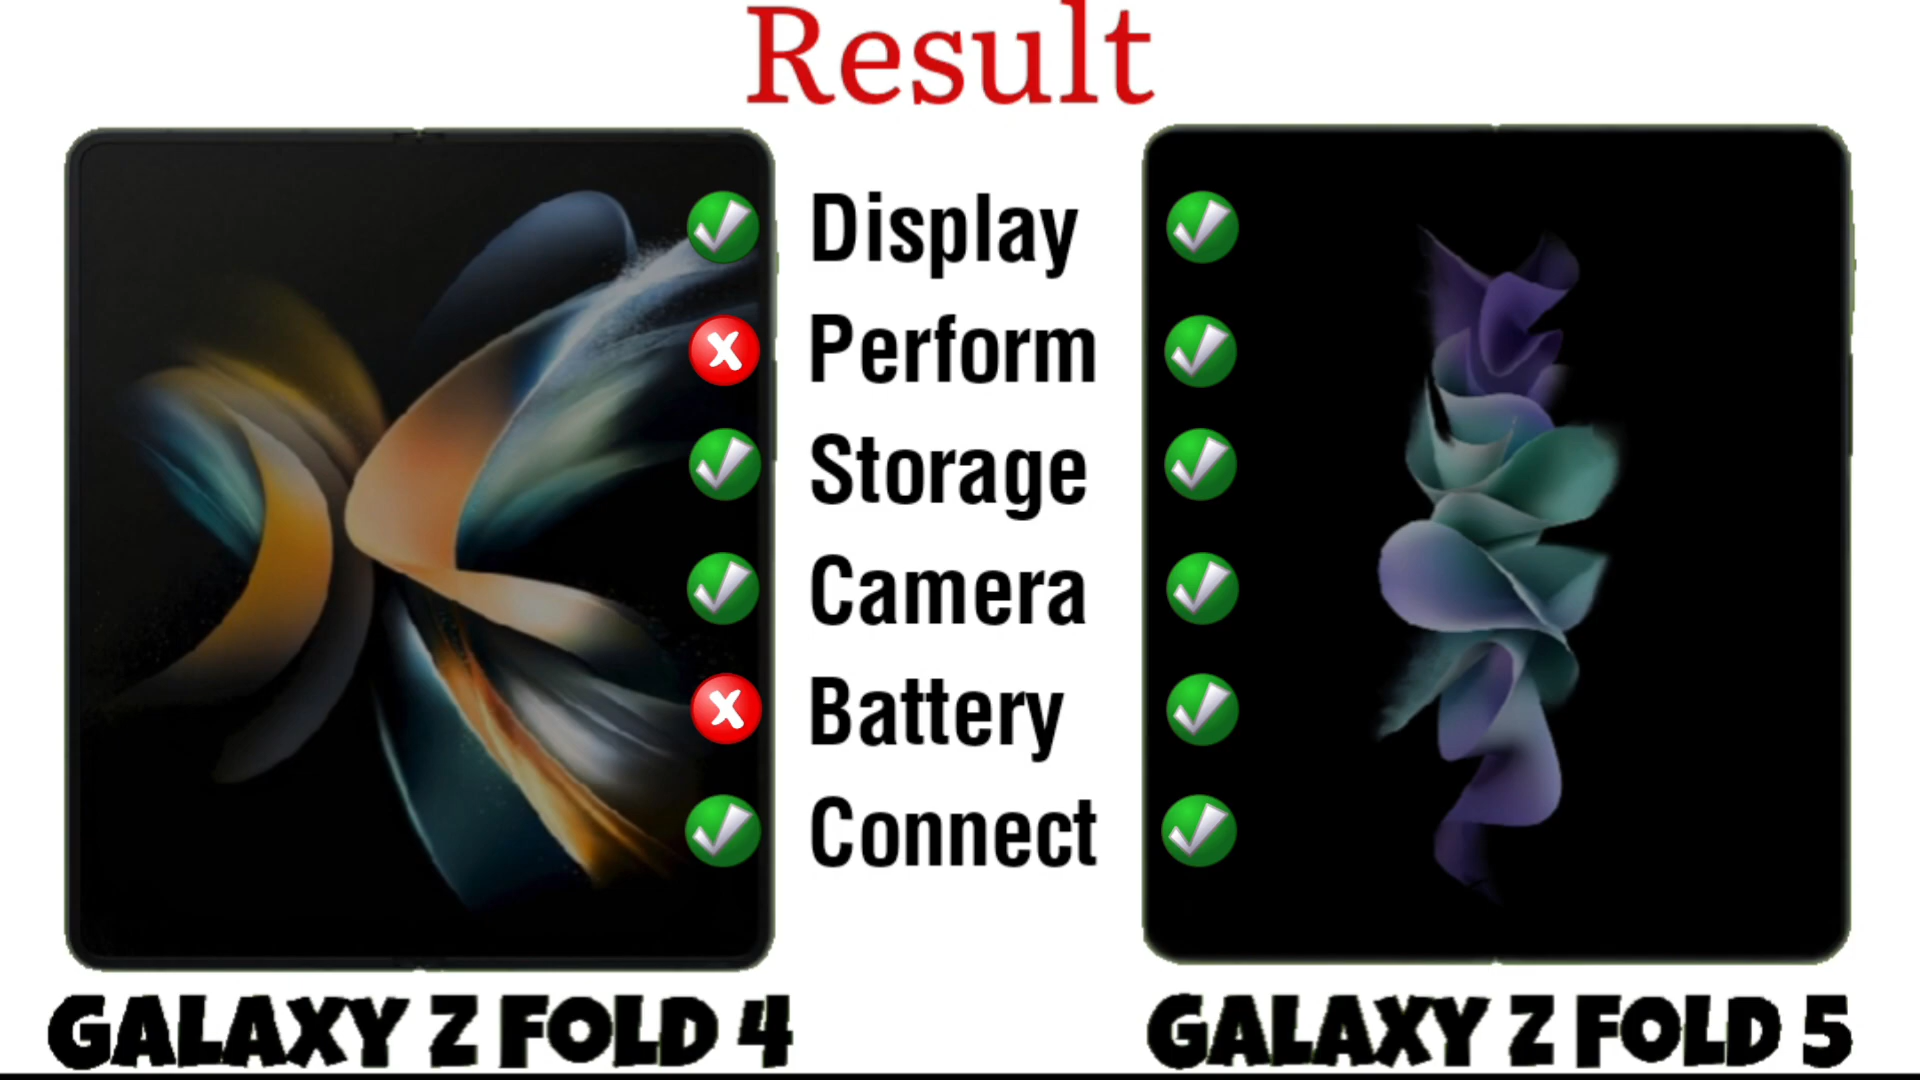 Result
Display
Perform
Storage
Camera
Battery
Connect
GALAXY Z FOLD 4
GALAXY Z FOLD 5